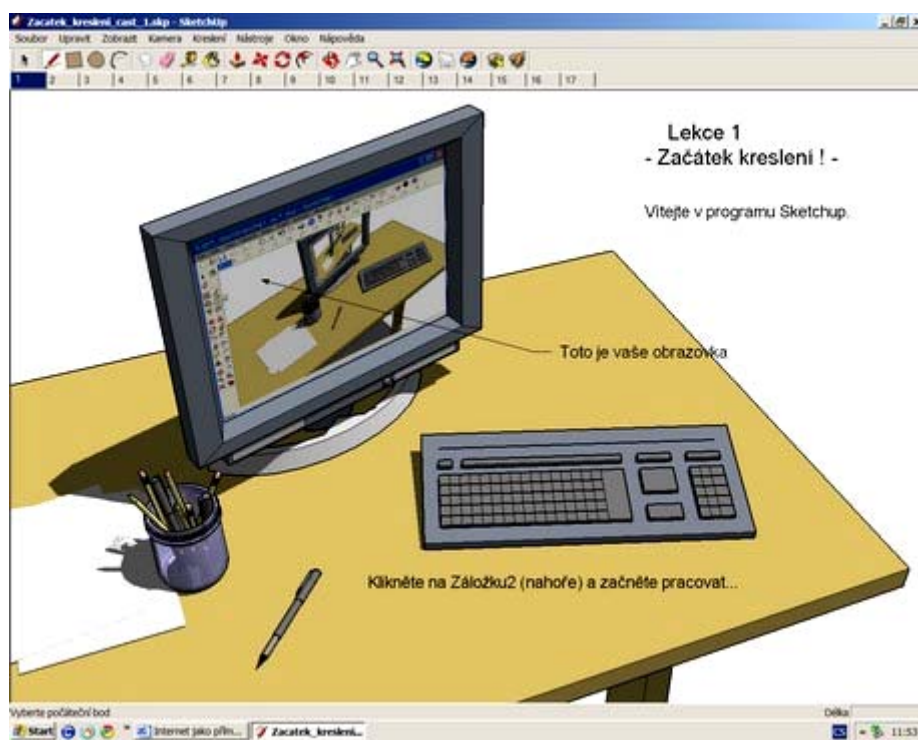 Zacatek_kresleni_cast_1.skp - SketchUp
Soubor Upravit Zobrazit Kamera Kreslení Nástroje Okno Nápověda
1 2 3 4 5 6 7 8 9 10 11 12 13 14 15 16 17
Lekce 1
- Začátek kreslení ! -
Vítejte v programu Sketchup.
Toto je vaše obrazovka
Klikněte na Záložku2 (nahoře) a začněte pracovat...
Vyberte počáteční bod
Délka
Start
Internet jako přím...
Zacatek_kresleni...
CS
11:53